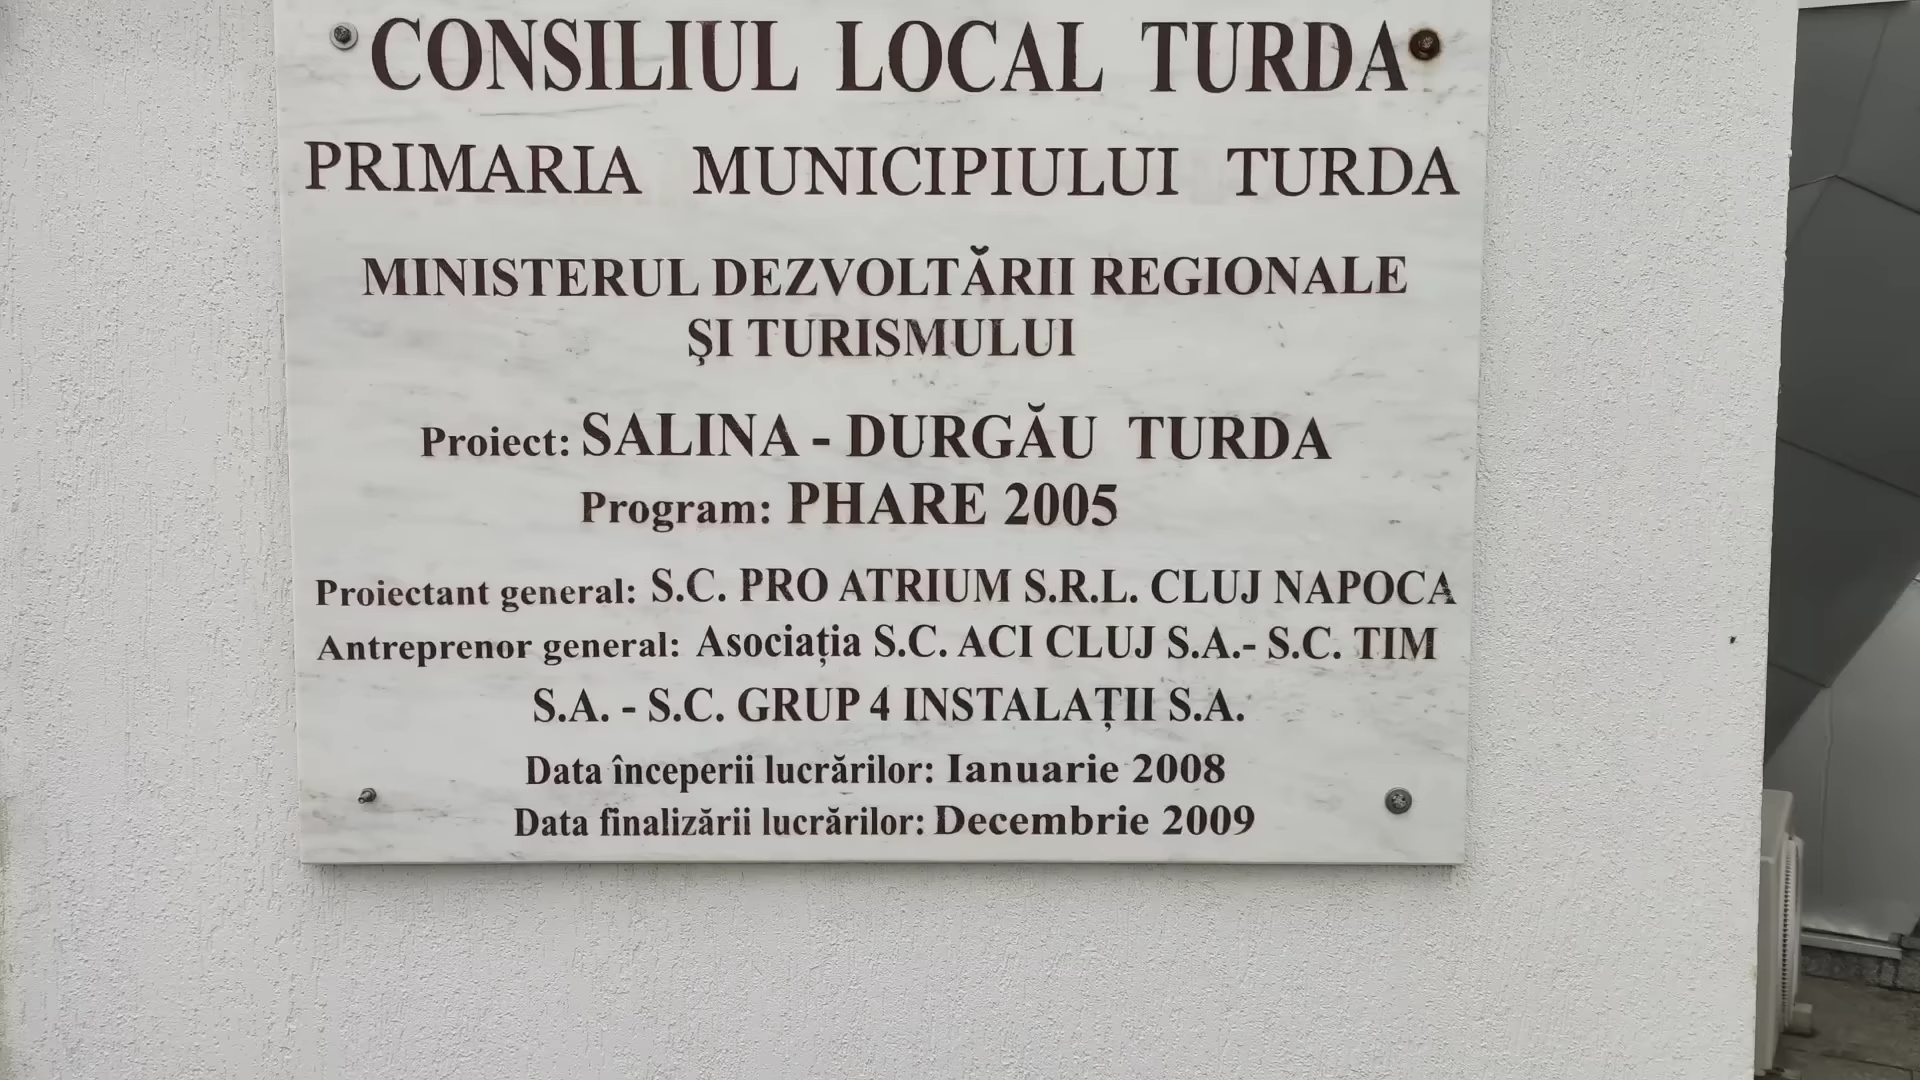 CONSILIUL LOCAL TURDA
PRIMARIA MUNICIPIULUI TURDA
MINISTERUL DEZVOLTĂRII REGIONALE
ŞI TURISMULUI
Proiect: SALINA - DURGĂU TURDA
Program: PHARE 2005
Proiectant general: S.C. PRO ATRIUM S.R.L. CLUJ NAPOCA
Antreprenor general: Asociația S.C. ACI CLUJ S.A.- S.C. TIM
S.A. - S.C. GRUP 4 INSTALAȚII S.A.
Data începerii lucrărilor: Ianuarie 2008
Data finalizării lucrărilor: Decembrie 2009